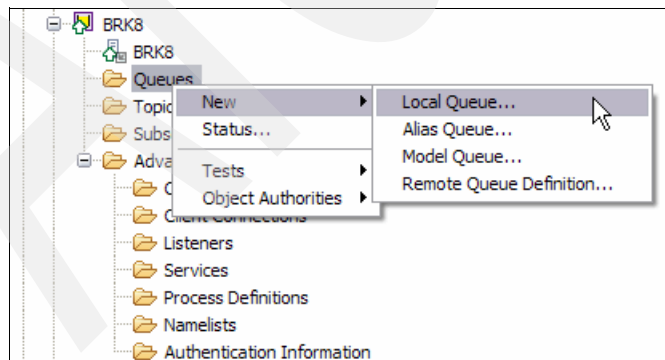 BRK8
BRK8
Queues
Topic
New
Local Queue...
Subs
Status...
Alias Queue...
Model Queue...
Adva
Tests
Remote Queue Definition...
C
Object Authorities
Client Connections
Listeners
Services
Process Definitions
Namelists
Authentication Information